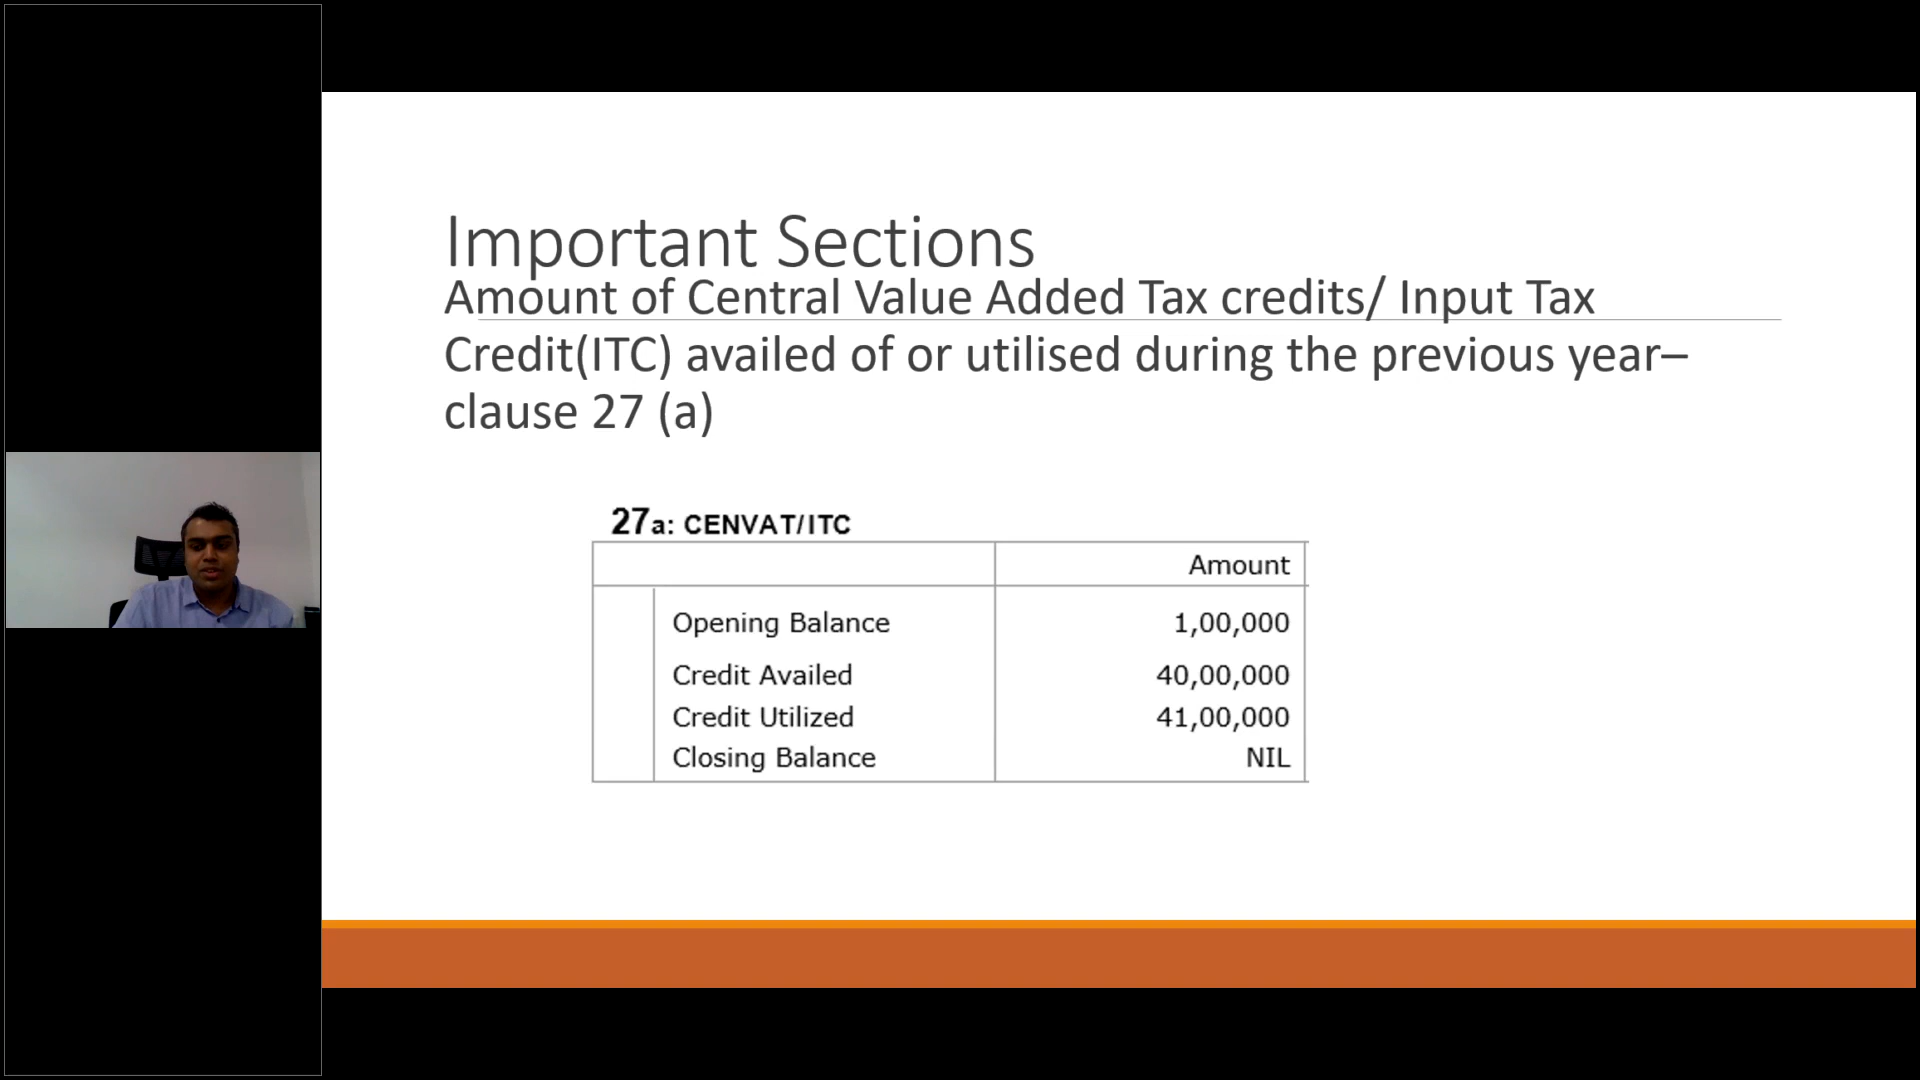 Important Sections
Amount of Central Value Added Tax credits/ Input Tax
Credit(ITC) availed of or utilised during the previous year–
clause 27 (a)
27a: CENVAT/ITC
Amount
Opening Balance 1,00,000
Credit Availed 40,00,000
Credit Utilized 41,00,000
Closing Balance NIL